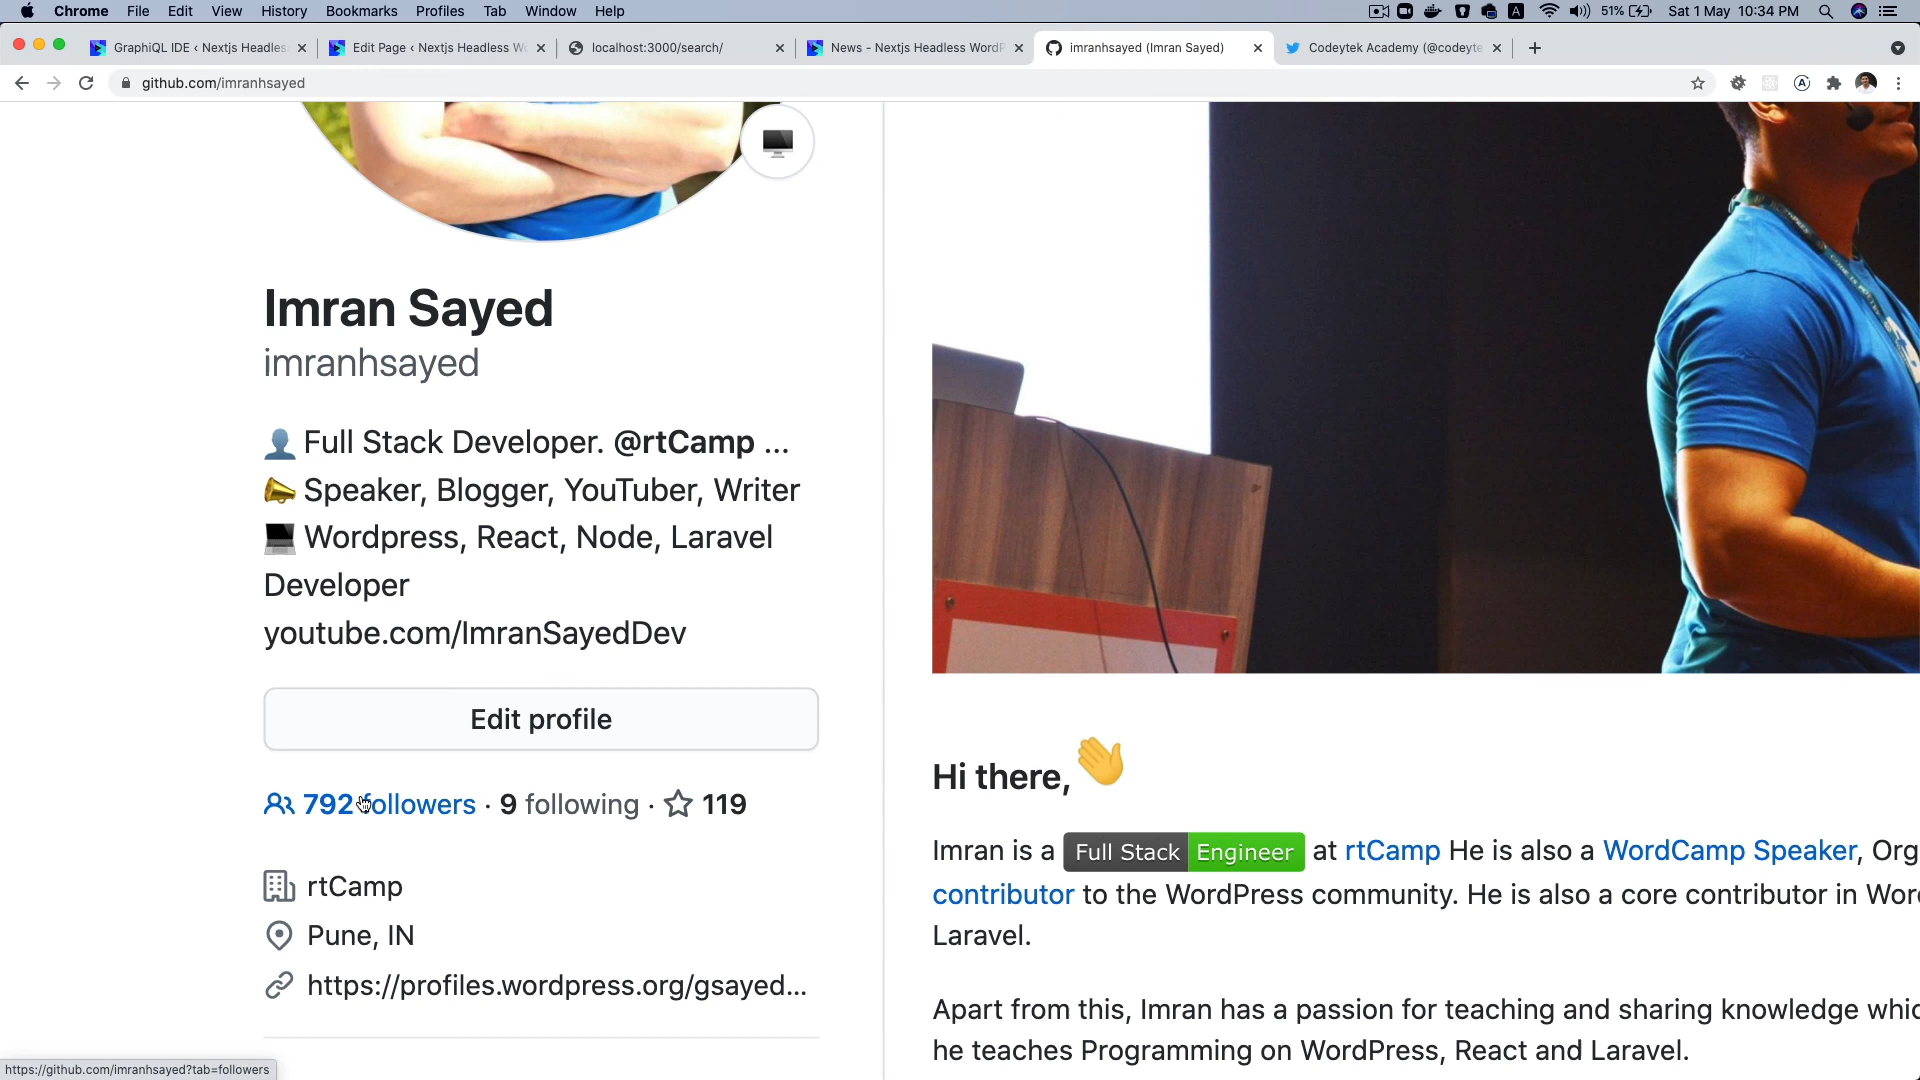 Chrome File Edit View History Bookmarks Profiles Tab Window Help 51% Sat 1 May 10:34 PM
GraphiQL IDE ‹ Nextjs Headles
Edit Page ‹ Nextjs Headless W
localhost:3000/search/
News - Nextjs Headless WordP
imranhsayed (Imran Sayed)
Codeytek Academy (@codeyte
github.com/imranhsayed
Imran Sayed
imranhsayed
Full Stack Developer. @rtCamp ...
Speaker, Blogger, YouTuber, Writer
Wordpress, React, Node, Laravel
Developer
youtube.com/ImranSayedDev
Edit profile
792 followers · 9 following · 119
rtCamp
Pune, IN
https://profiles.wordpress.org/gsayed...
Hi there,
Imran is a Full Stack Engineer at rtCamp He is also a WordCamp Speaker, Org
contributor to the WordPress community. He is also a core contributor in Wor
Laravel.
Apart from this, Imran has a passion for teaching and sharing knowledge whic
he teaches Programming on WordPress, React and Laravel.
https://github.com/imranhsayed?tab=followers